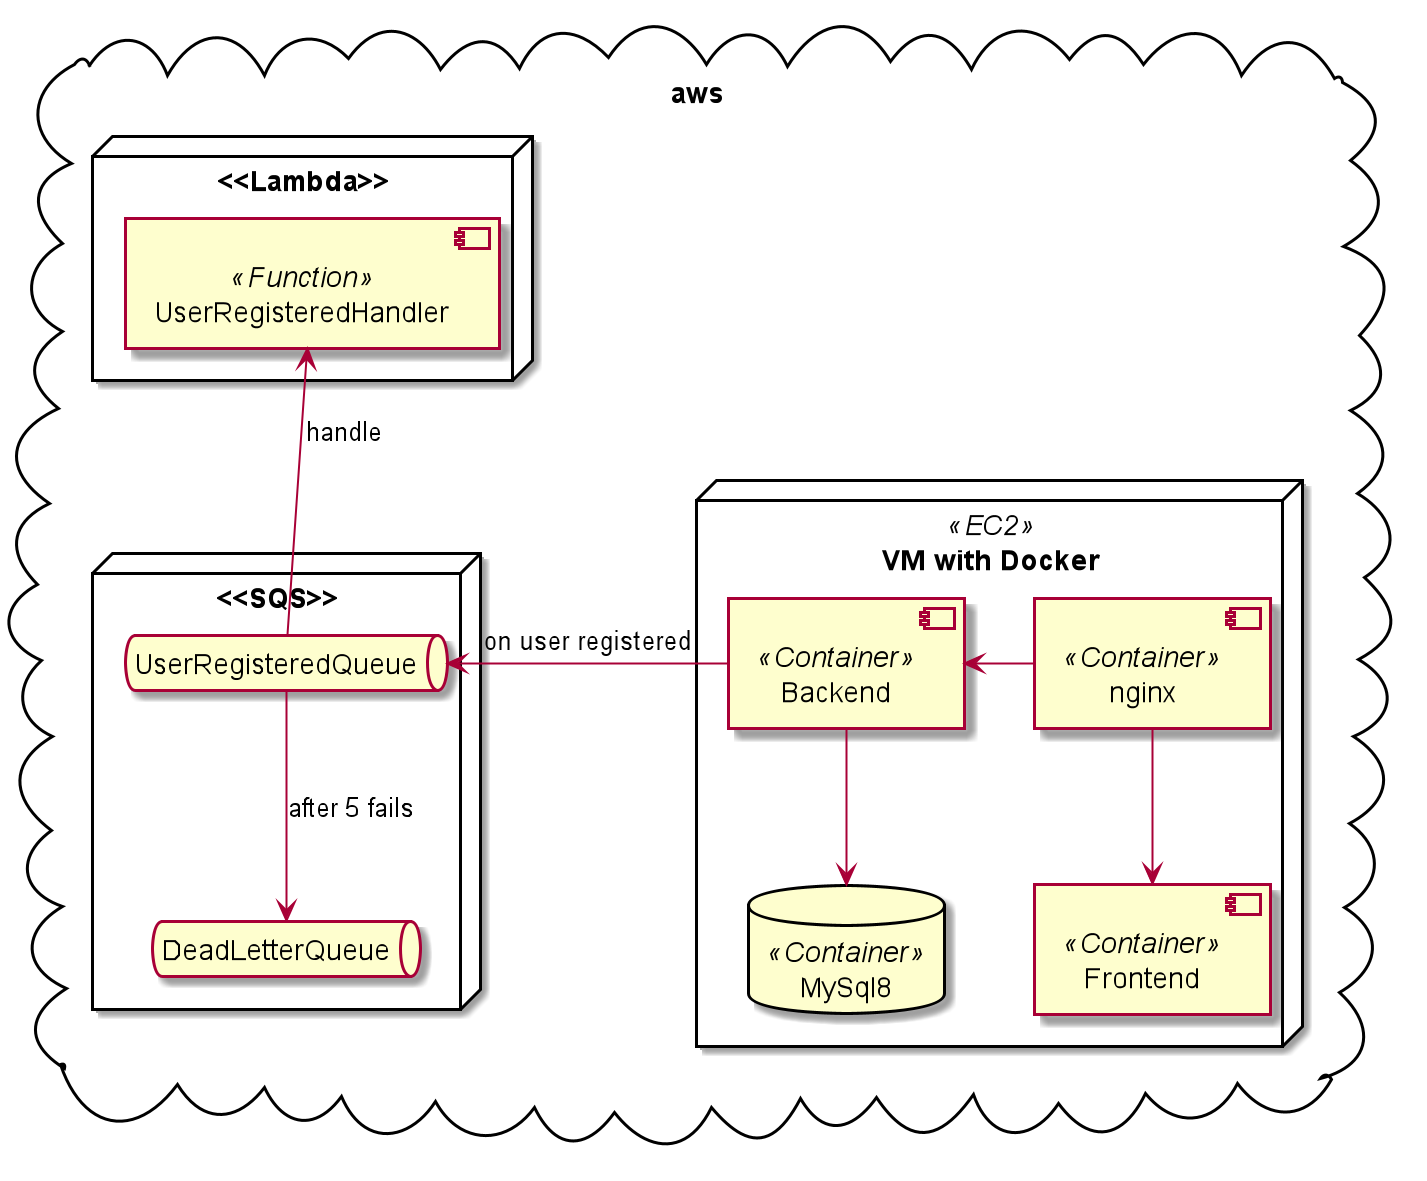 aws
<<Lambda>>
«Function»
UserRegisteredHandler
handle
<<SQS>>
UserRegisteredQueue
after 5 fails
DeadLetterQueue
on user registered
«EC2»
VM with Docker
«Container»
Backend
«Container»
nginx
«Container»
MySql8
«Container»
Frontend